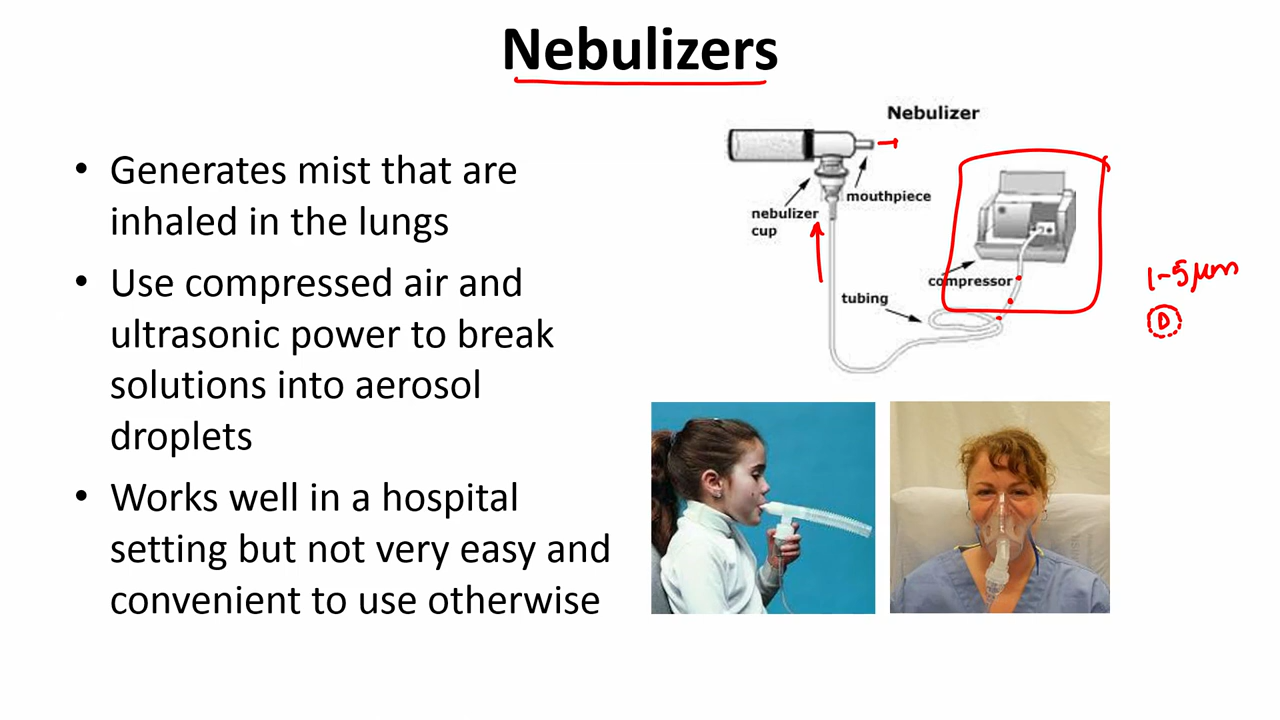 Nebulizers
• Generates mist that are
inhaled in the lungs
• Use compressed air and
ultrasonic power to break
solutions into aerosol
droplets
• Works well in a hospital
setting but not very easy and
convenient to use otherwise
Nebulizer
mouthpiece
nebulizer
cup
compressor
tubing
1-5 μm
D